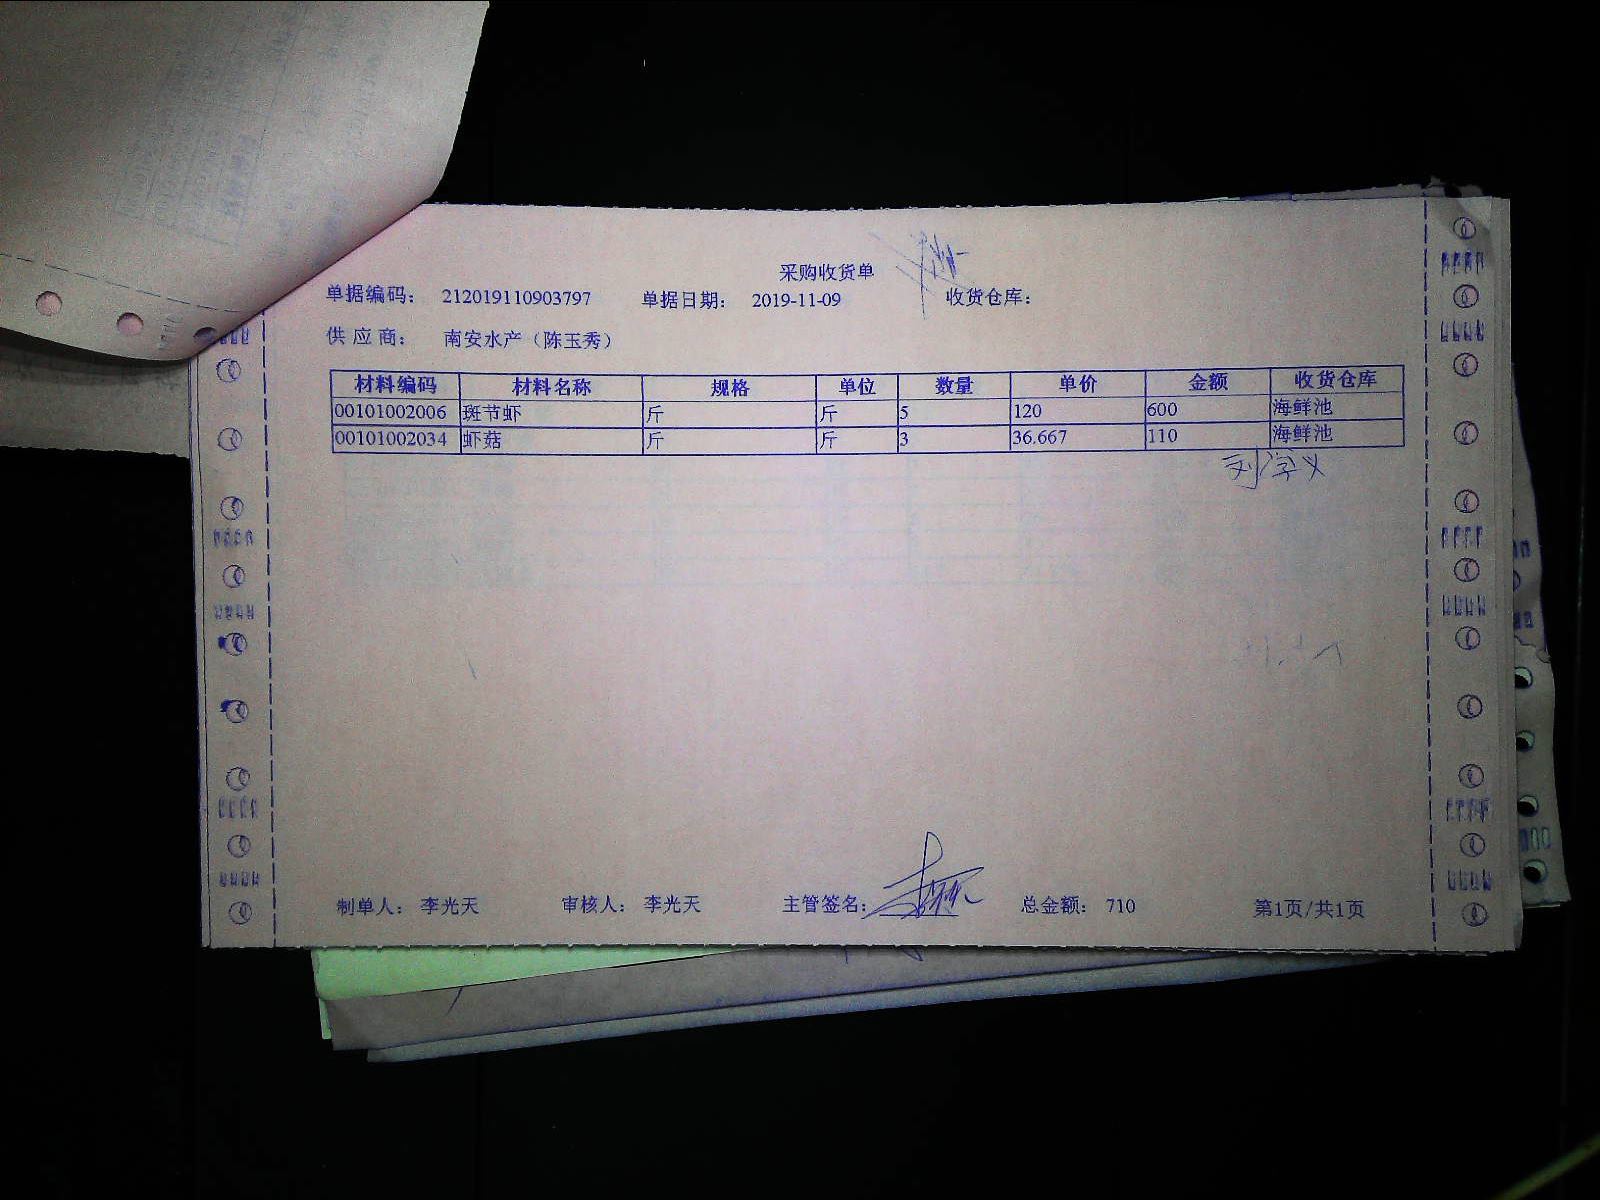 采购收货单
单据编码： 212019110903797 单据日期： 2019-11-09 收货仓库：
供应商： 南安水产（陈玉秀）
材料编码 材料名称 规格 单位 数量 单价 金额 收货仓库
00101002006 斑节虾 斤 斤 5 120 600 海鲜池
00101002034 虾菇 斤 斤 3 36.667 110 海鲜池
刘学义
制单人： 李光天 审核人： 李光天 主管签名： 总金额： 710 第1页/共1页